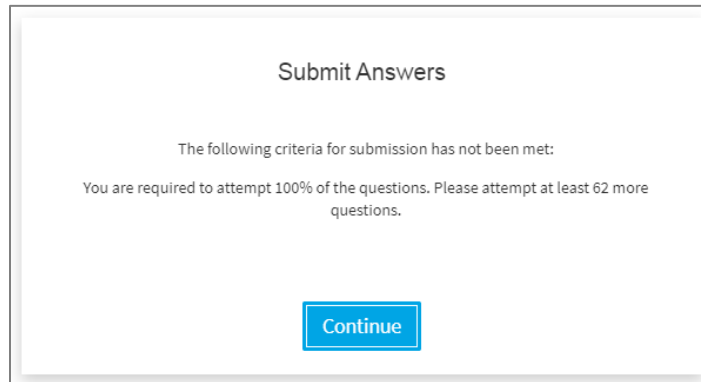 Submit Answers
The following criteria for submission has not been met:
You are required to attempt 100% of the questions. Please attempt at least 62 more
questions.
Continue